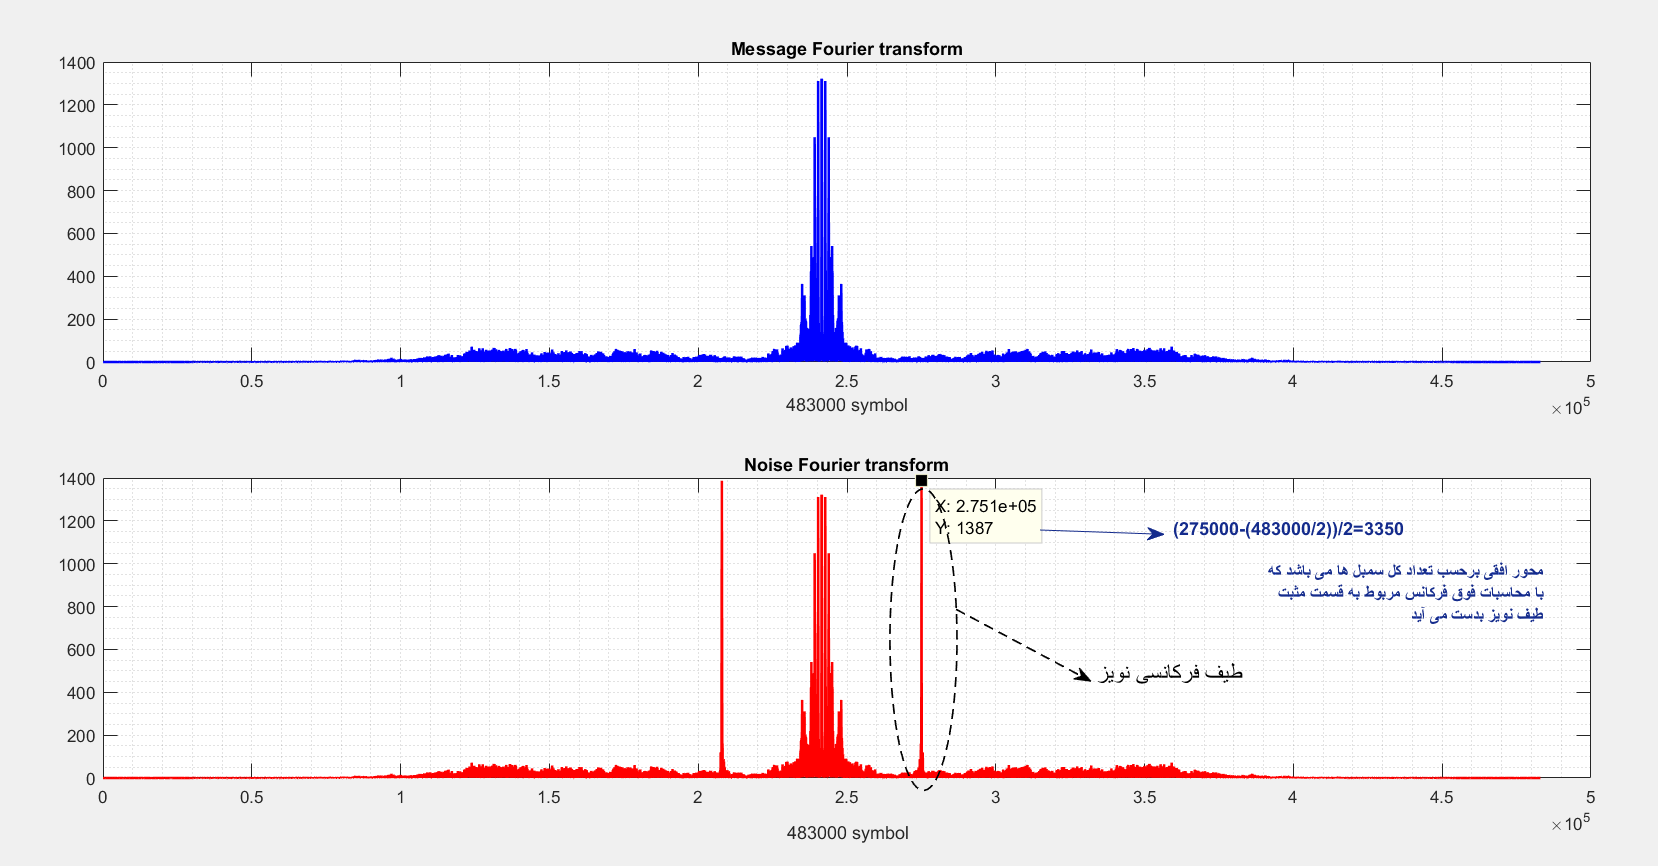 Message Fourier transform
1400
1200
1000
800
600
400
200
0
0 0.5 1 1.5 2 2.5 3 3.5 4 4.5 5
483000 symbol
×10^5
Noise Fourier transform
1400
1200
1000
800
600
400
200
0
X: 2.751e+05
Y: 1387
(275000-(483000/2))/2=3350
محور افقی برحسب تعداد کل سمبل ها می باشد که
با محاسبات فوق فرکانس مربوط به قسمت مثبت
طیف نویز بدست می آید
طیف فرکانسی نویز
0 0.5 1 1.5 2 2.5 3 3.5 4 4.5 5
483000 symbol
×10^5